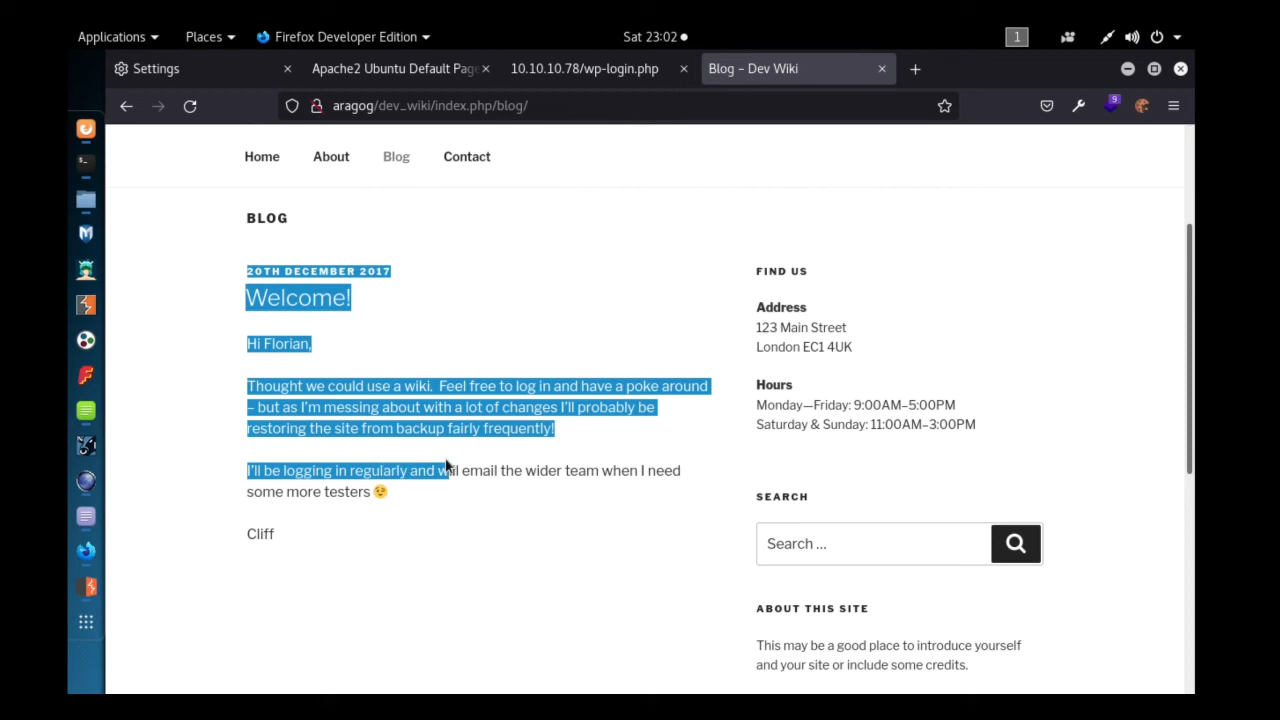 Applications
Places
Firefox Developer Edition
Sat 23:02
1
Settings
Apache2 Ubuntu Default Page
10.10.10.78/wp-login.php
Blog – Dev Wiki
aragog/dev_wiki/index.php/blog/
9
Home
About
Blog
Contact
BLOG
20TH DECEMBER 2017
Welcome!
Hi Florian,
Thought we could use a wiki.  Feel free to log in and have a poke around
– but as I'm messing about with a lot of changes I'll probably be
restoring the site from backup fairly frequently!
I'll be logging in regularly and will email the wider team when I need
some more testers 😉
Cliff
FIND US
Address
123 Main Street
London EC1 4UK
Hours
Monday—Friday: 9:00AM–5:00PM
Saturday & Sunday: 11:00AM–3:00PM
SEARCH
Search …
ABOUT THIS SITE
This may be a good place to introduce yourself
and your site or include some credits.